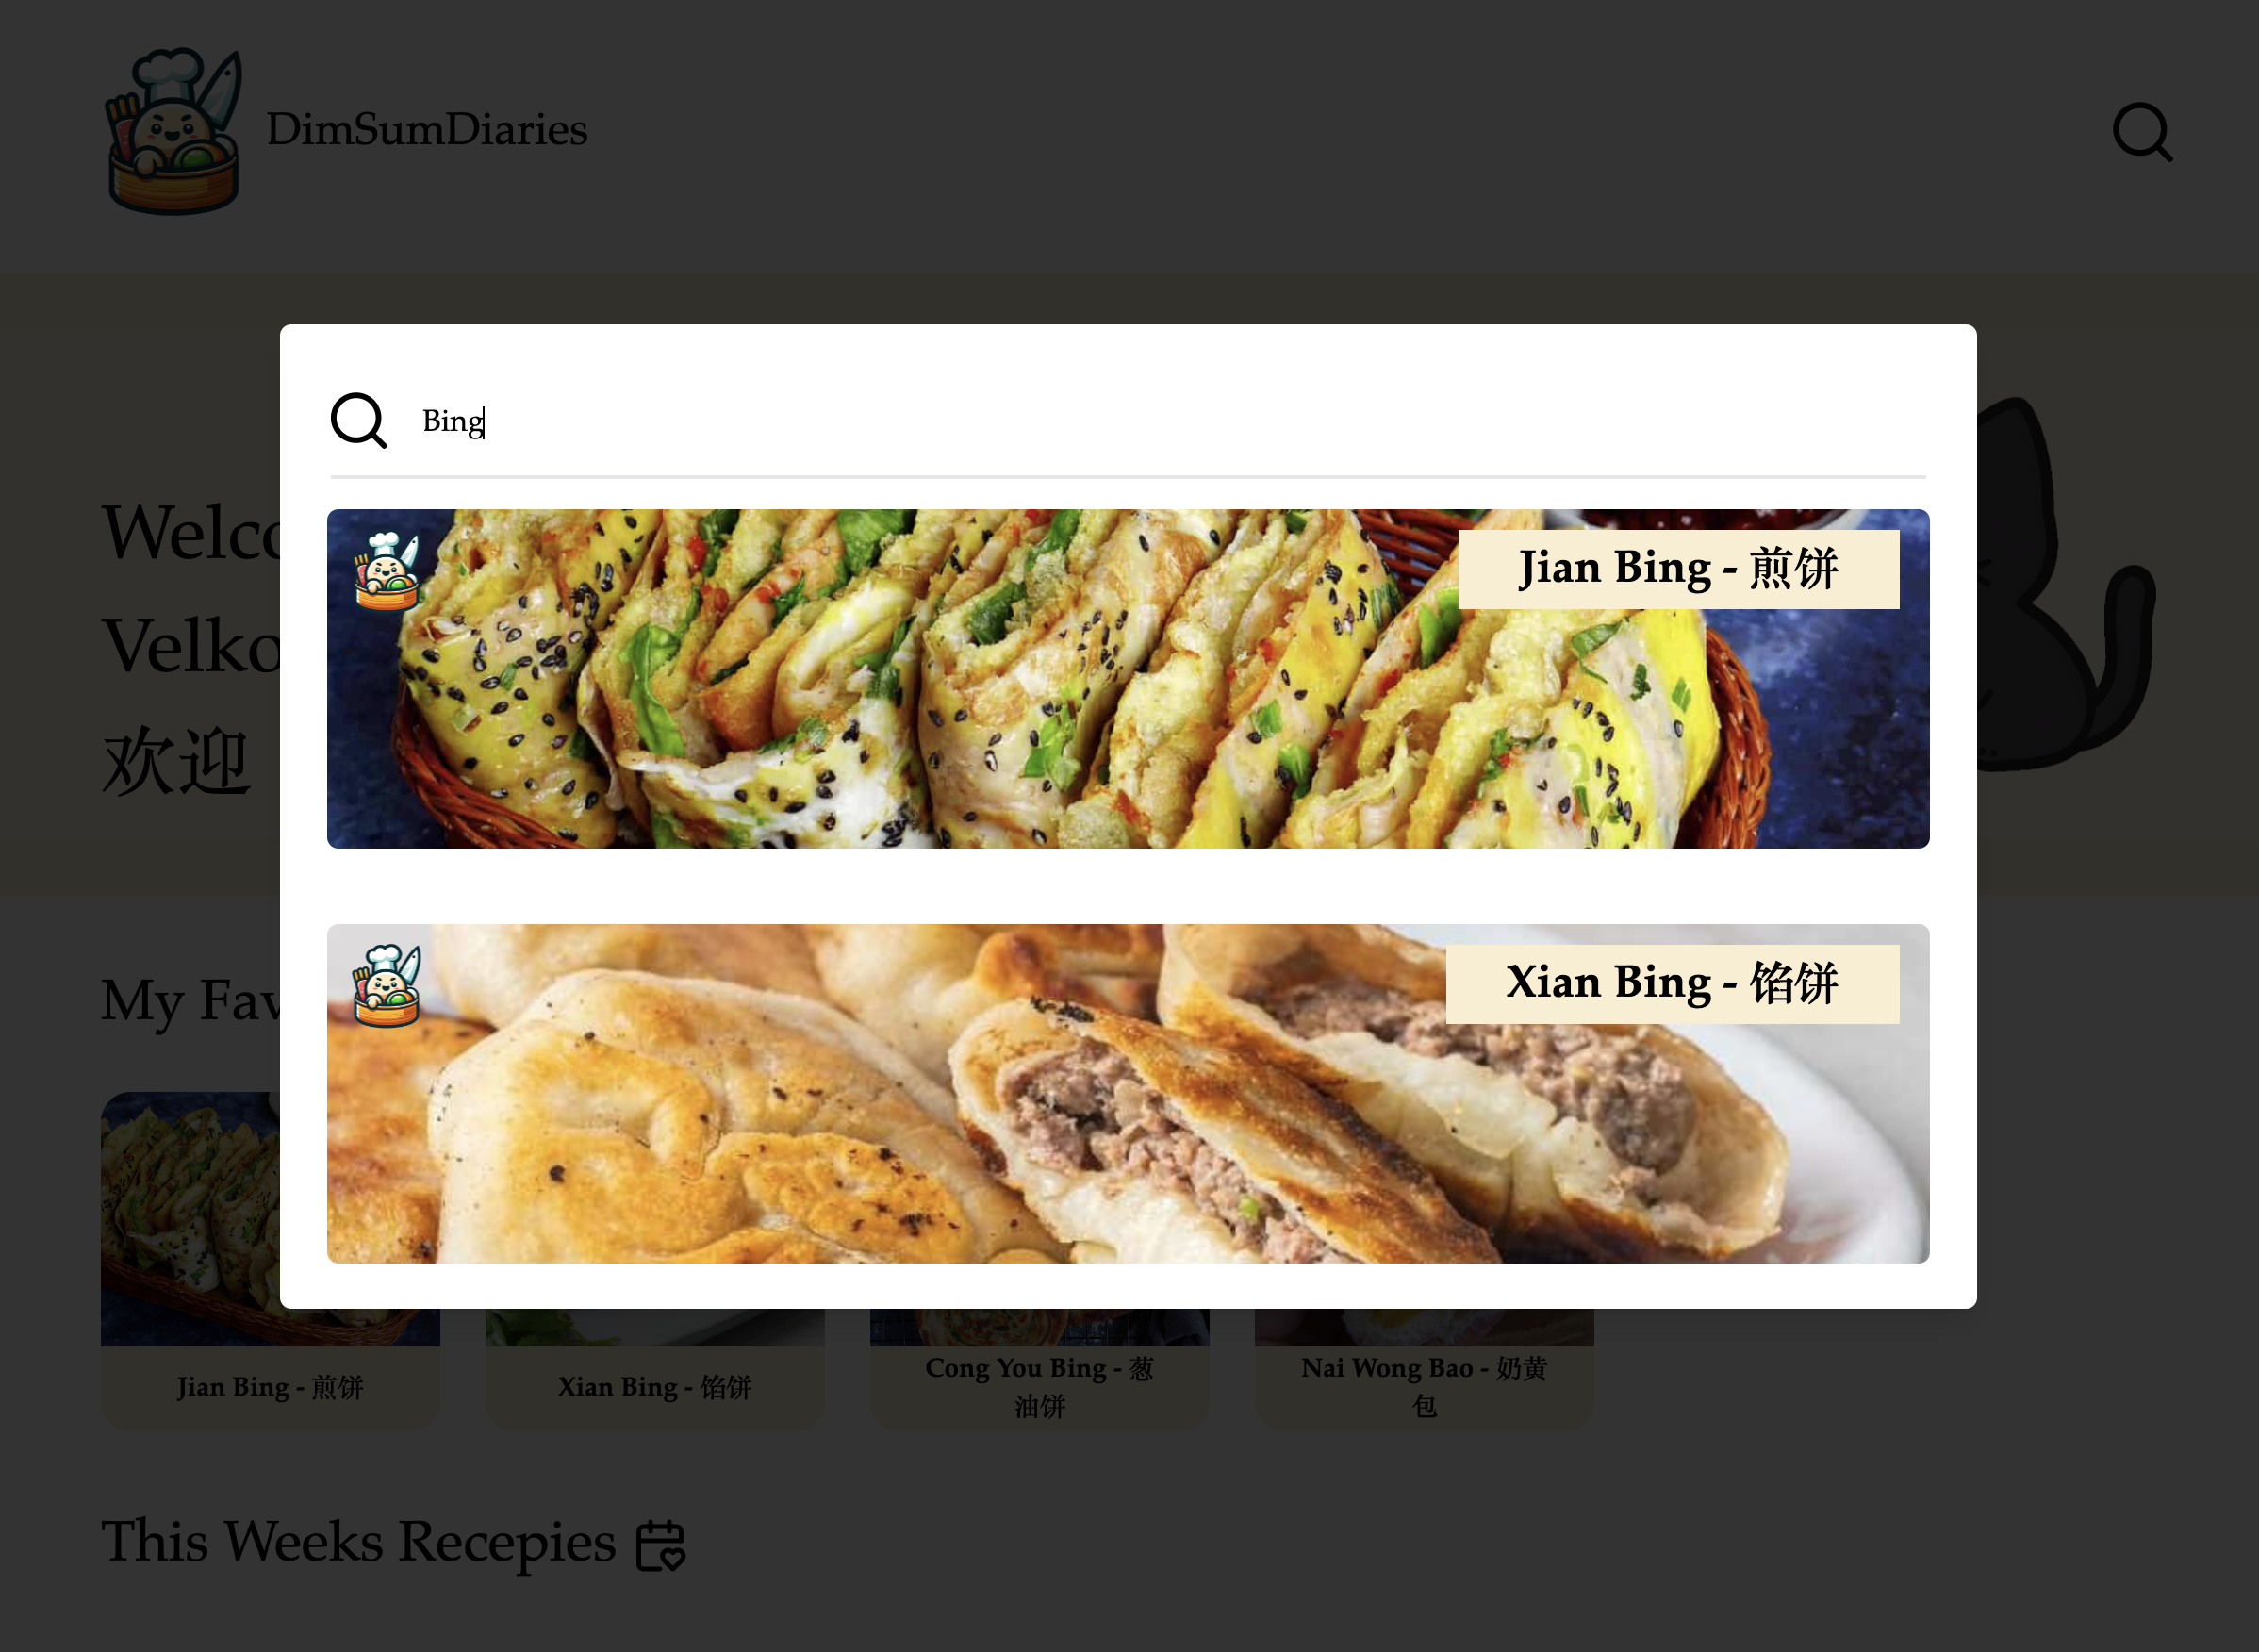 DimSumDiaries
Bing
Jian Bing - 煎饼
Xian Bing - 馅饼
Welco
Velko
欢迎
My Fav
Jian Bing - 煎饼
Xian Bing - 馅饼
Cong You Bing - 葱
油饼
Nai Wong Bao - 奶黄
包
This Weeks Recepies